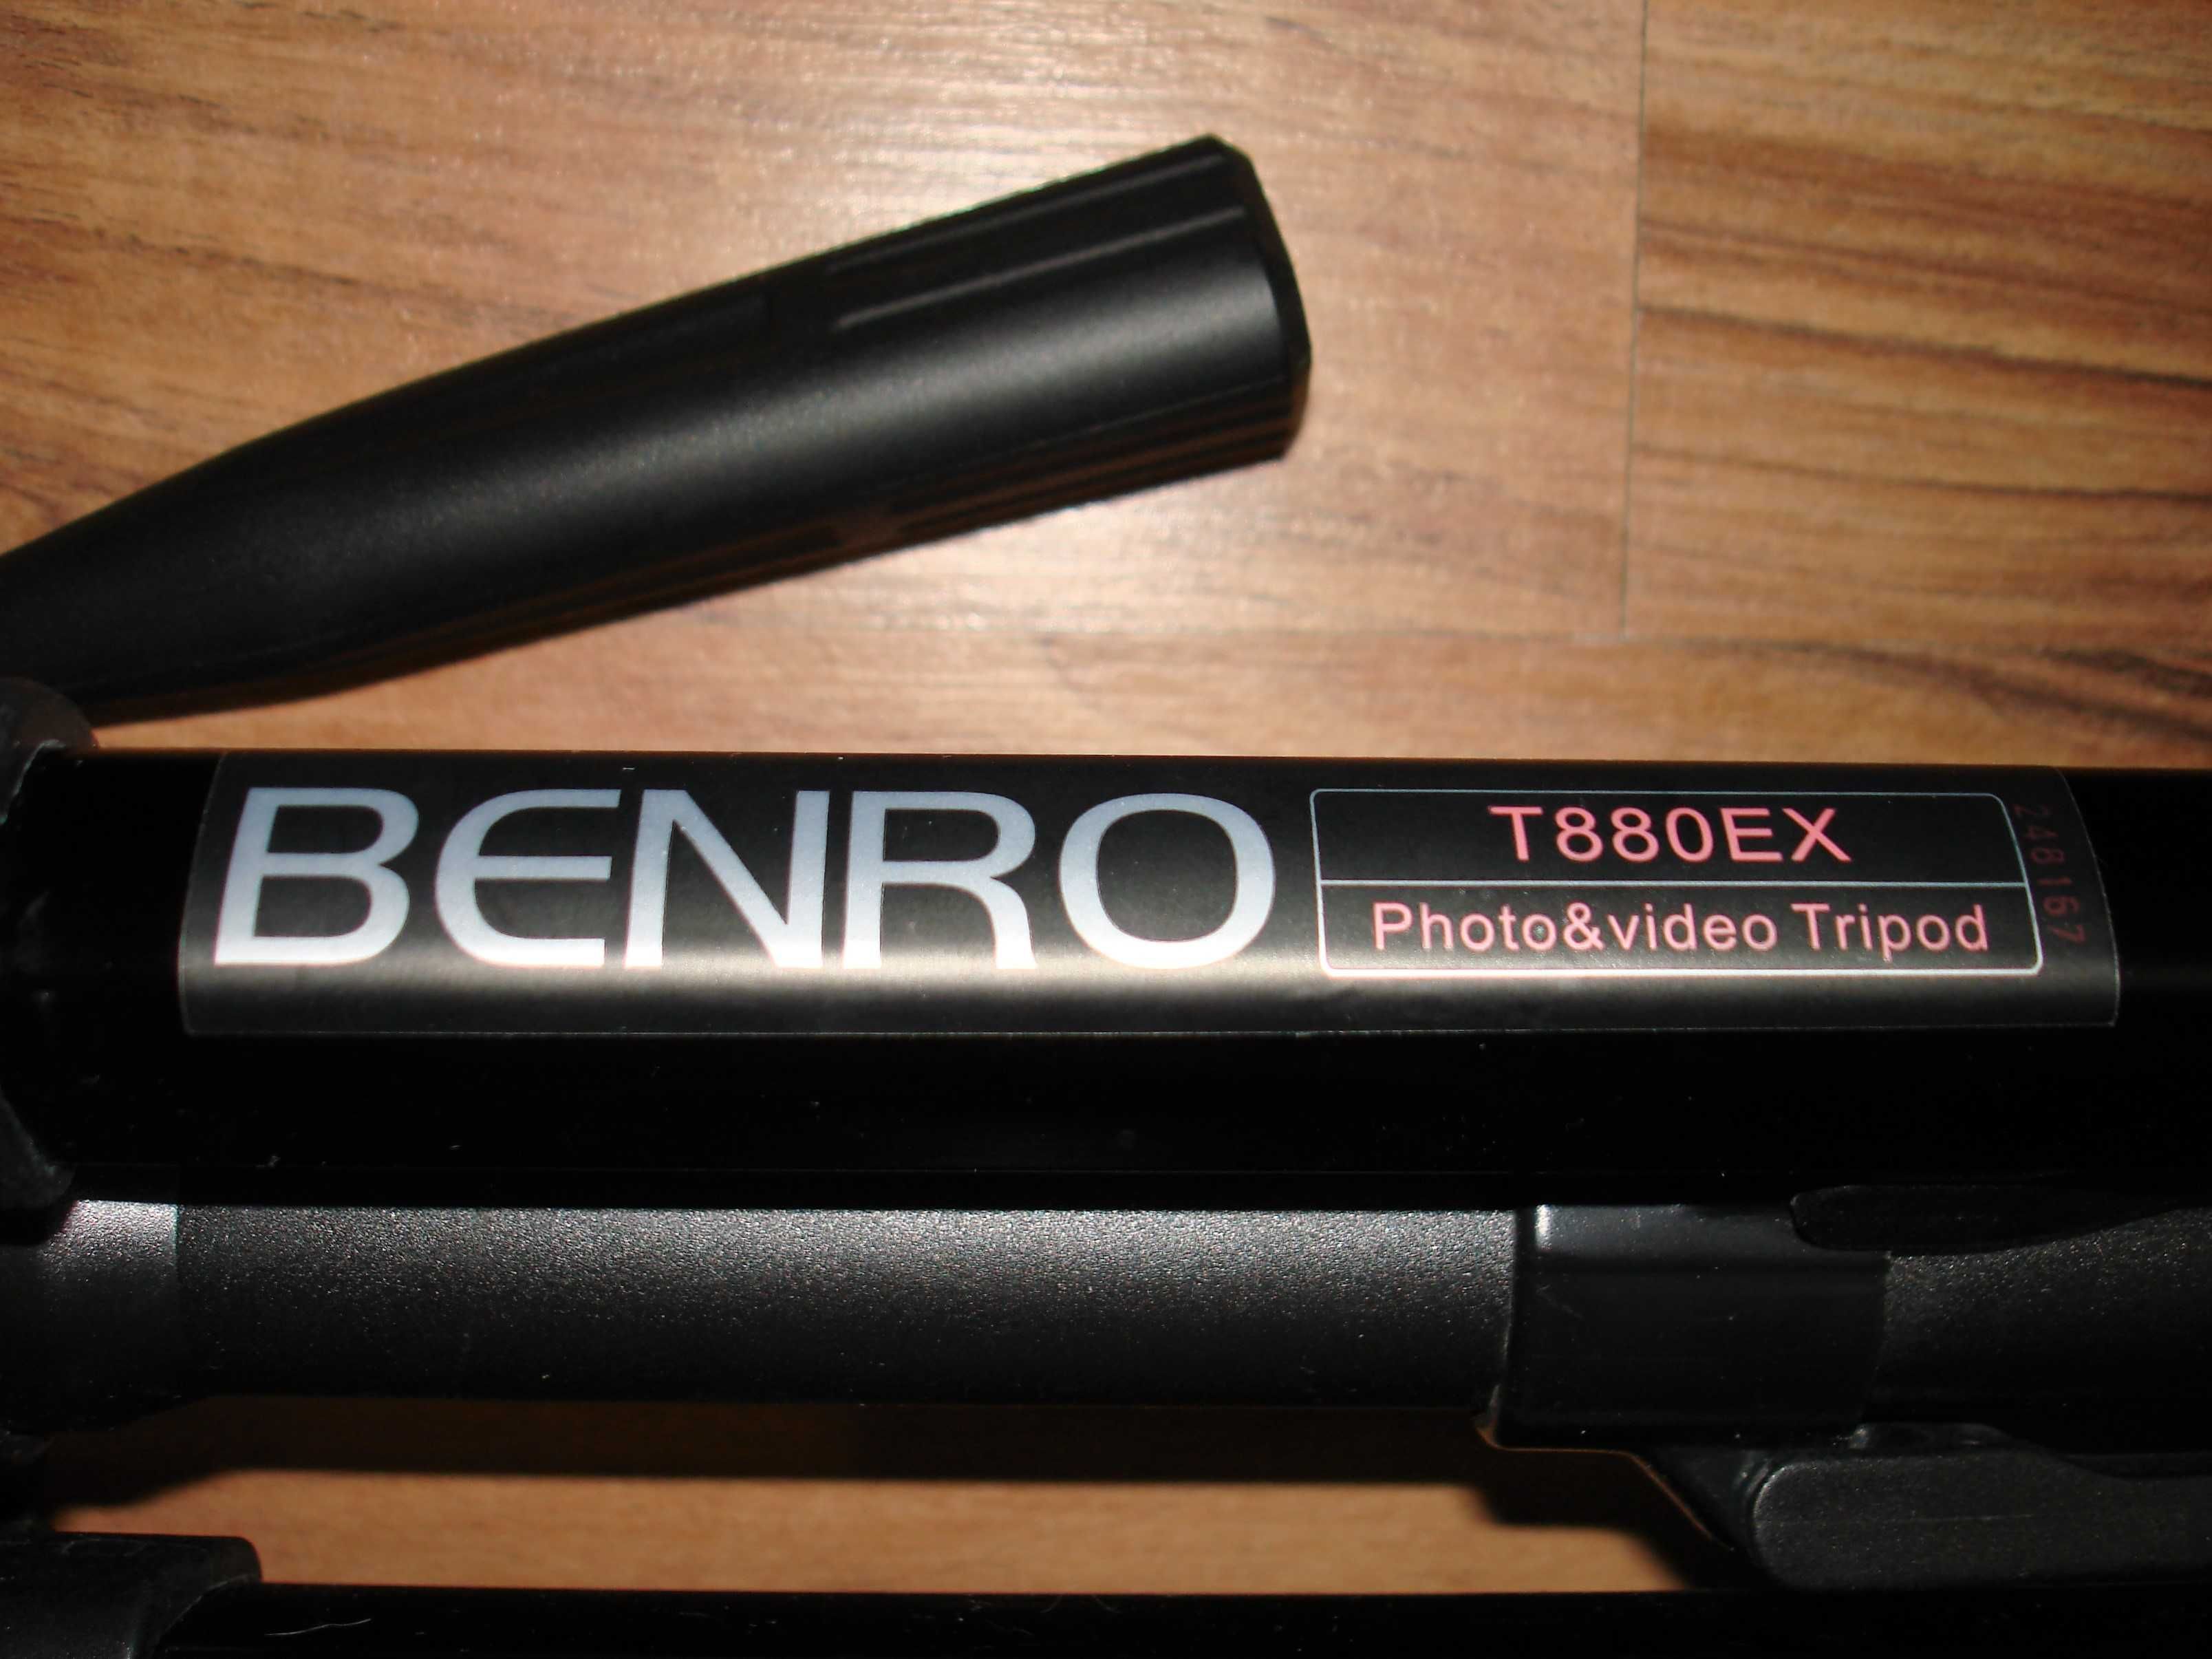 BENRO
T880EX
Photo&video Tripod
248167